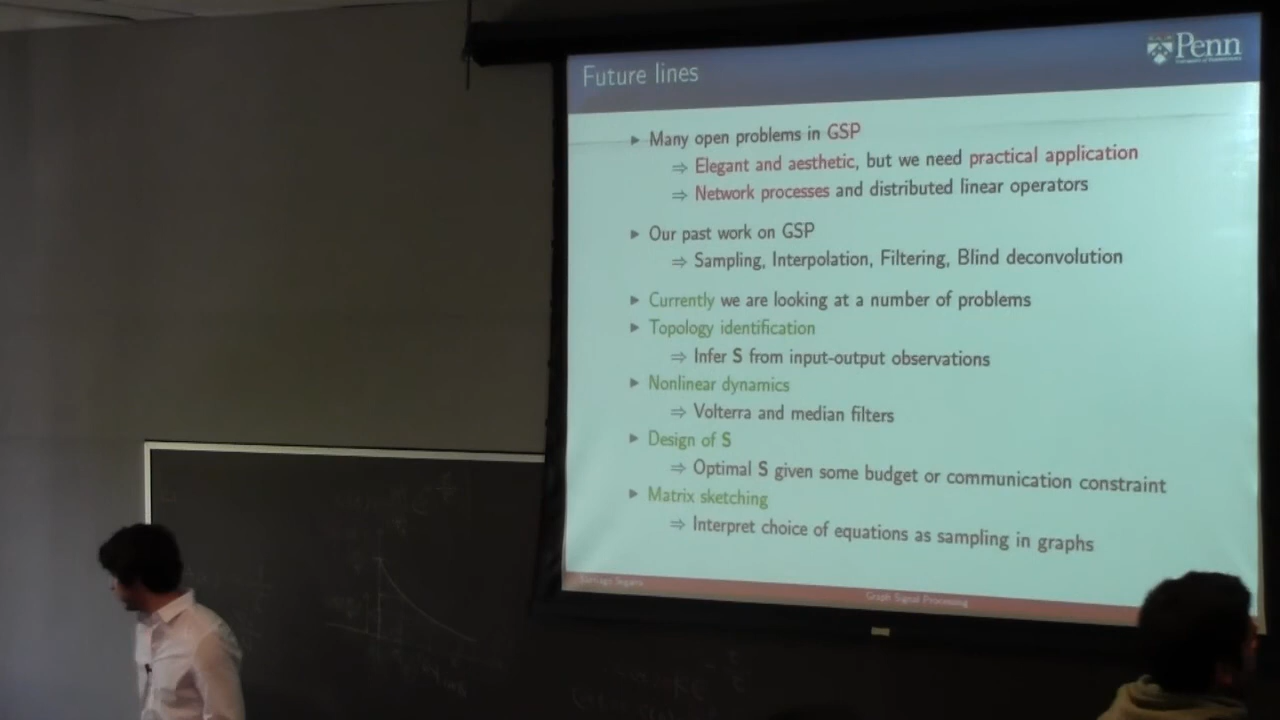 Future lines
Penn
▶ Many open problems in GSP
⇒ Elegant and aesthetic, but we need practical application
⇒ Network processes and distributed linear operators
▶ Our past work on GSP
⇒ Sampling, Interpolation, Filtering, Blind deconvolution
▶ Currently we are looking at a number of problems
▶ Topology identification
⇒ Infer S from input-output observations
▶ Nonlinear dynamics
⇒ Volterra and median filters
▶ Design of S
⇒ Optimal S given some budget or communication constraint
▶ Matrix sketching
⇒ Interpret choice of equations as sampling in graphs
Graph Signal Processing